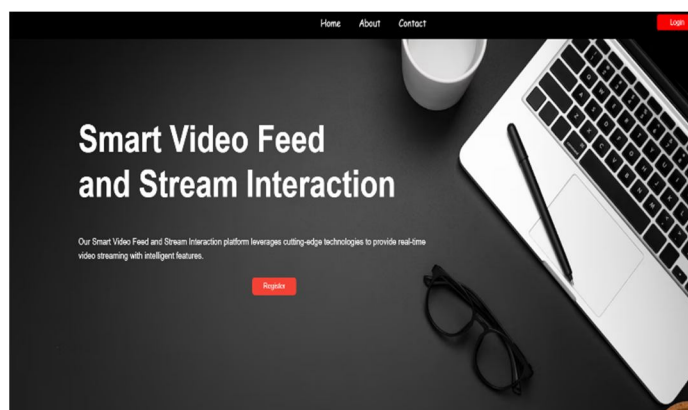 Home About Contact Login
Smart Video Feed
and Stream Interaction
Our Smart Video Feed and Stream Interaction platform leverages cutting-edge technologies to provide real-time
video streaming with intelligent features.
Register